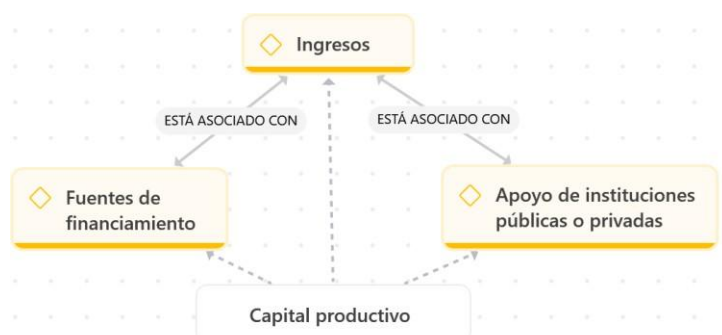 Ingresos
ESTÁ ASOCIADO CON
ESTÁ ASOCIADO CON
Fuentes de
financiamiento
Apoyo de instituciones
públicas o privadas
Capital productivo